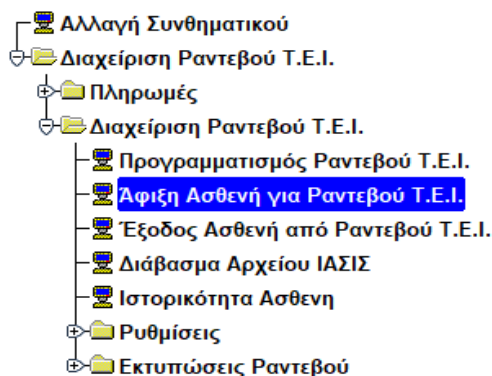 Αλλαγή Συνθηματικού
Διαχείριση Ραντεβού Τ.Ε.Ι.
Πληρωμές
Διαχείριση Ραντεβού Τ.Ε.Ι.
Προγραμματισμός Ραντεβού Τ.Ε.Ι.
Άφιξη Ασθενή για Ραντεβού Τ.Ε.Ι.
Έξοδος Ασθενή από Ραντεβού Τ.Ε.Ι.
Διάβασμα Αρχείου ΙΑΣΙΣ
Ιστορικότητα Ασθενη
Ρυθμίσεις
Εκτυπώσεις Ραντεβού